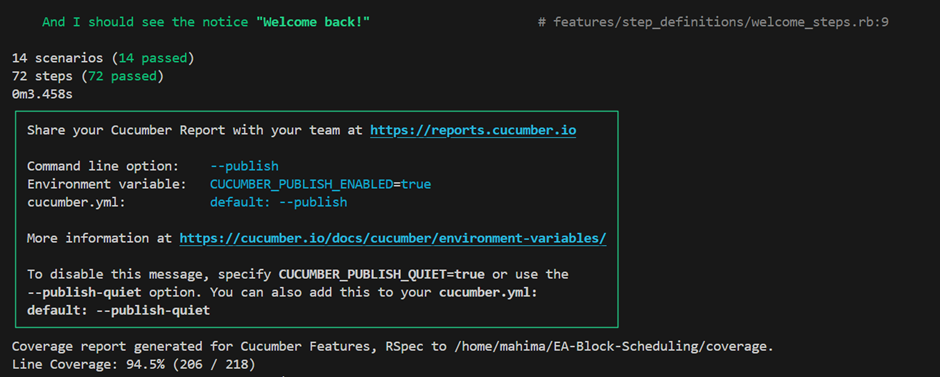 And I should see the notice "Welcome back!" # features/step_definitions/welcome_steps.rb:9
14 scenarios (14 passed)
72 steps (72 passed)
0m3.458s
Share your Cucumber Report with your team at https://reports.cucumber.io
Command line option: --publish
Environment variable: CUCUMBER_PUBLISH_ENABLED=true
cucumber.yml: default: --publish
More information at https://cucumber.io/docs/cucumber/environment-variables/
To disable this message, specify CUCUMBER_PUBLISH_QUIET=true or use the
--publish-quiet option. You can also add this to your cucumber.yml:
default: --publish-quiet
Coverage report generated for Cucumber Features, RSpec to /home/mahima/EA-Block-Scheduling/coverage.
Line Coverage: 94.5% (206 / 218)